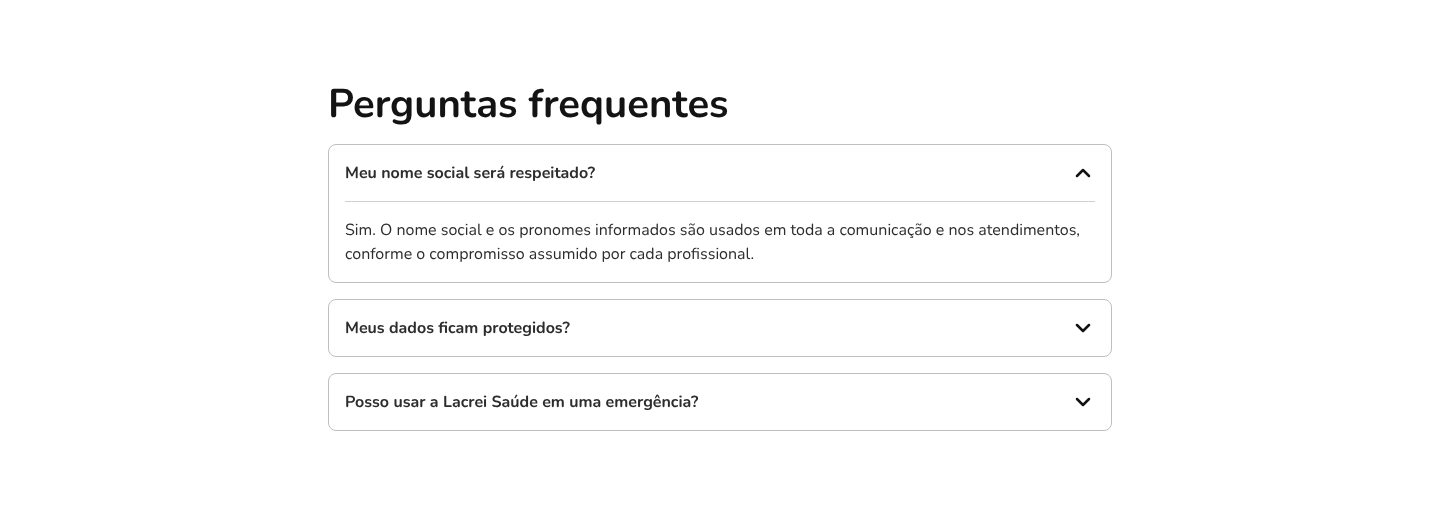 Perguntas frequentes
Meu nome social será respeitado?
Sim. O nome social e os pronomes informados são usados em toda a comunicação e nos atendimentos,
conforme o compromisso assumido por cada profissional.
Meus dados ficam protegidos?
Posso usar a Lacrei Saúde em uma emergência?